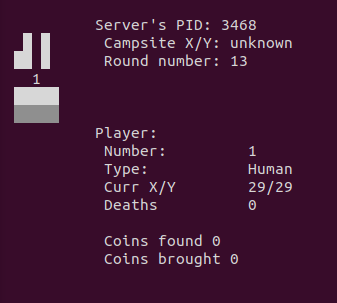 Server's PID: 3468
Campsite X/Y: unknown
Round number: 13
1
Player:
Number: 1
Type: Human
Curr X/Y 29/29
Deaths 0
Coins found 0
Coins brought 0